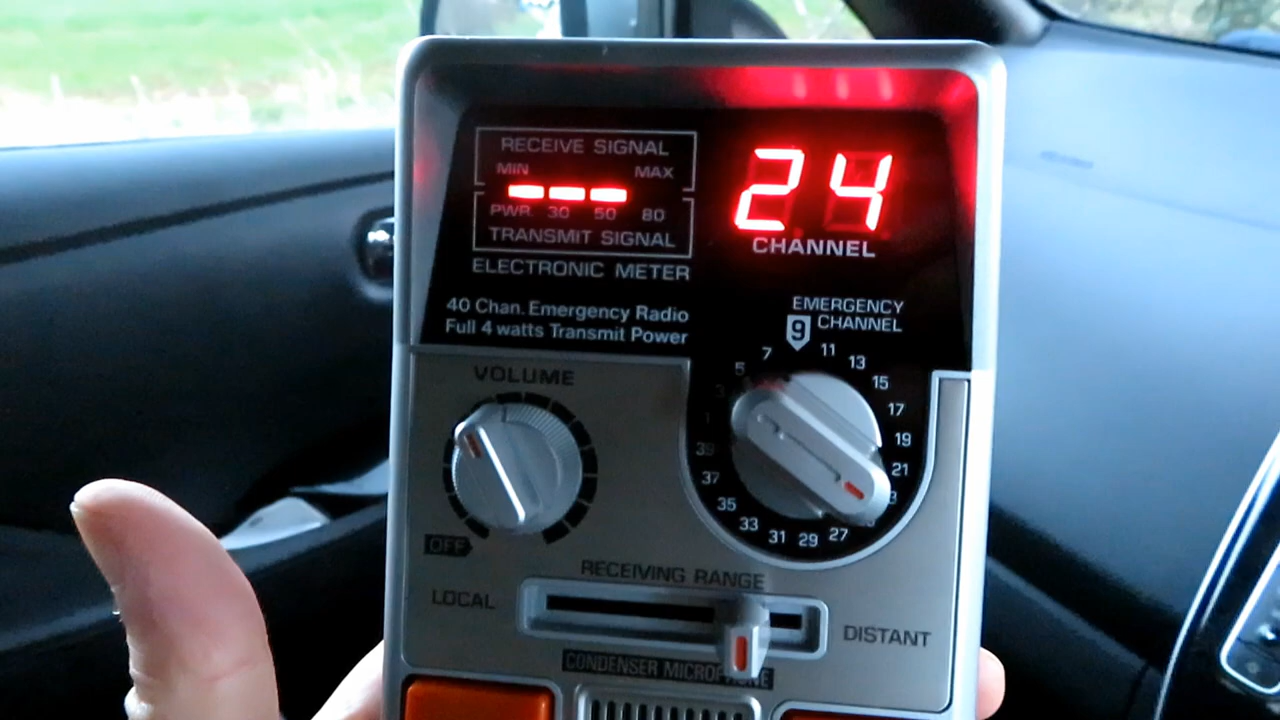 RECEIVE SIGNAL
MIN MAX
PWR. 30 50 80
TRANSMIT SIGNAL
ELECTRONIC METER
24
CHANNEL
40 Chan. Emergency Radio
Full 4 watts Transmit Power
EMERGENCY
9 CHANNEL
VOLUME
OFF
1 3 5 7 11 13 15 17 19 21 27 29 31 33 35 37 39
RECEIVING RANGE
LOCAL
DISTANT
CONDENSER MICROPHONE